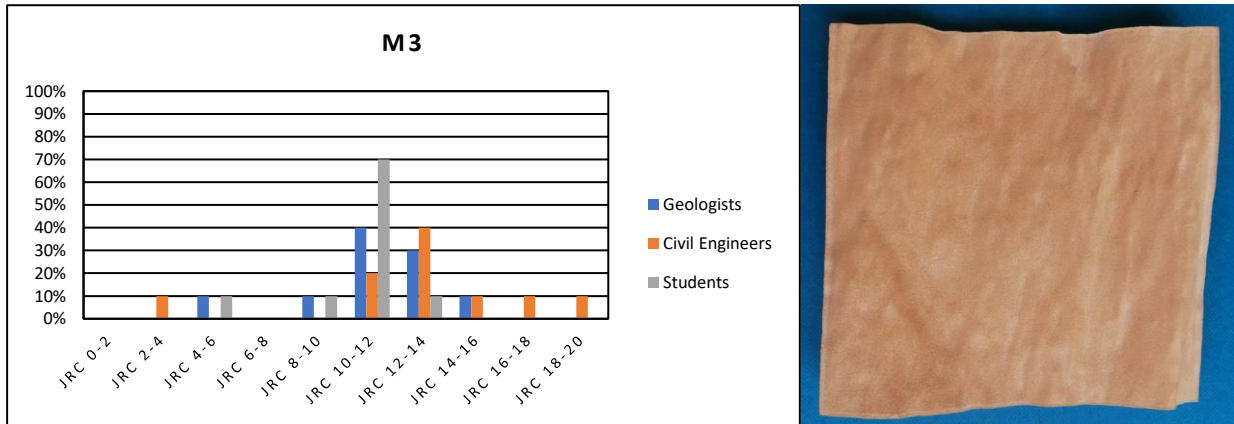 M3
100%
90%
80%
70%
60%
50%
40%
30%
20%
10%
0%
JRC 0-2
JRC 2-4
JRC 4-6
JRC 6-8
JRC 8-10
JRC 10-12
JRC 12-14
JRC 14-16
JRC 16-18
JRC 18-20
Geologists
Civil Engineers
Students